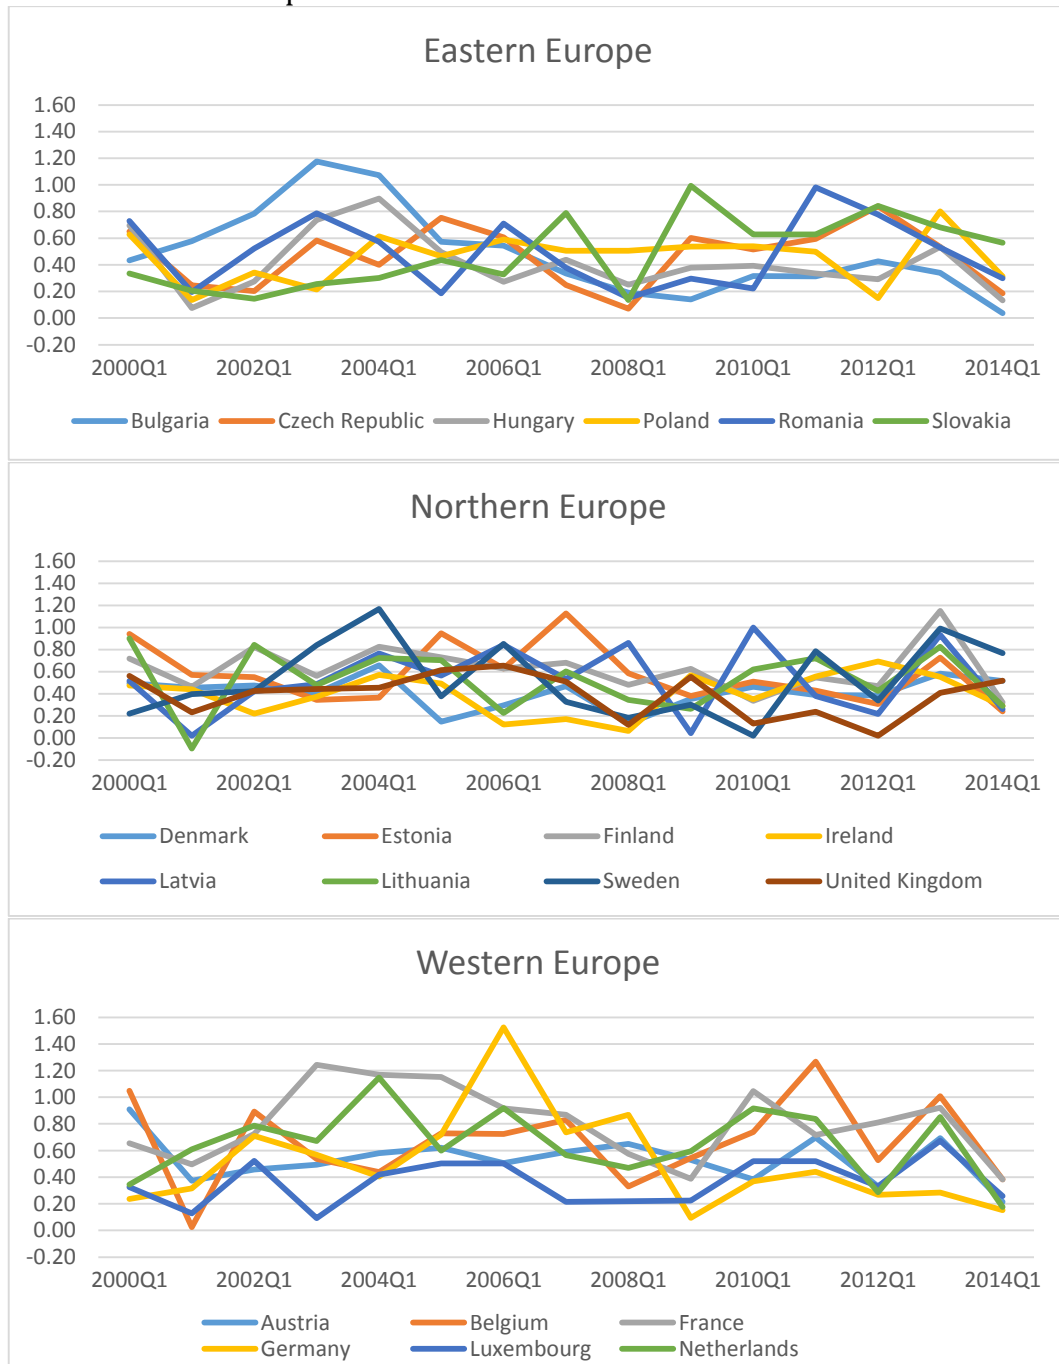 Eastern Europe
1.60
1.40
1.20
1.00
0.80
0.60
0.40
0.20
0.00
-0.20
2000Q1 2002Q1 2004Q1 2006Q1 2008Q1 2010Q1 2012Q1 2014Q1
Bulgaria Czech Republic Hungary Poland Romania Slovakia
Northern Europe
1.60
1.40
1.20
1.00
0.80
0.60
0.40
0.20
0.00
-0.20
2000Q1 2002Q1 2004Q1 2006Q1 2008Q1 2010Q1 2012Q1 2014Q1
Denmark Estonia Finland Ireland
Latvia Lithuania Sweden United Kingdom
Western Europe
1.60
1.40
1.20
1.00
0.80
0.60
0.40
0.20
0.00
-0.20
2000Q1 2002Q1 2004Q1 2006Q1 2008Q1 2010Q1 2012Q1 2014Q1
Austria Belgium France
Germany Luxembourg Netherlands